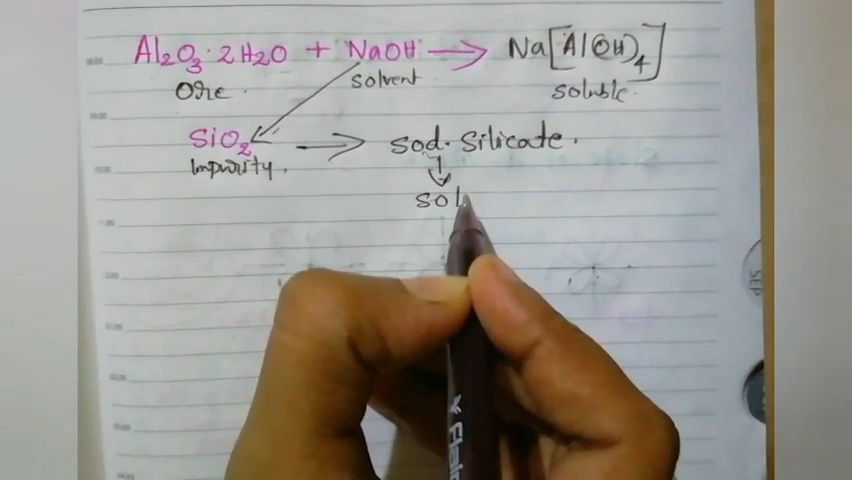 Al2O3·2H2O + NaOH → Na[Al(OH)4]
Ore. solvent soluble.
SiO2 → Sod. Silicate.
Impurity.
sol